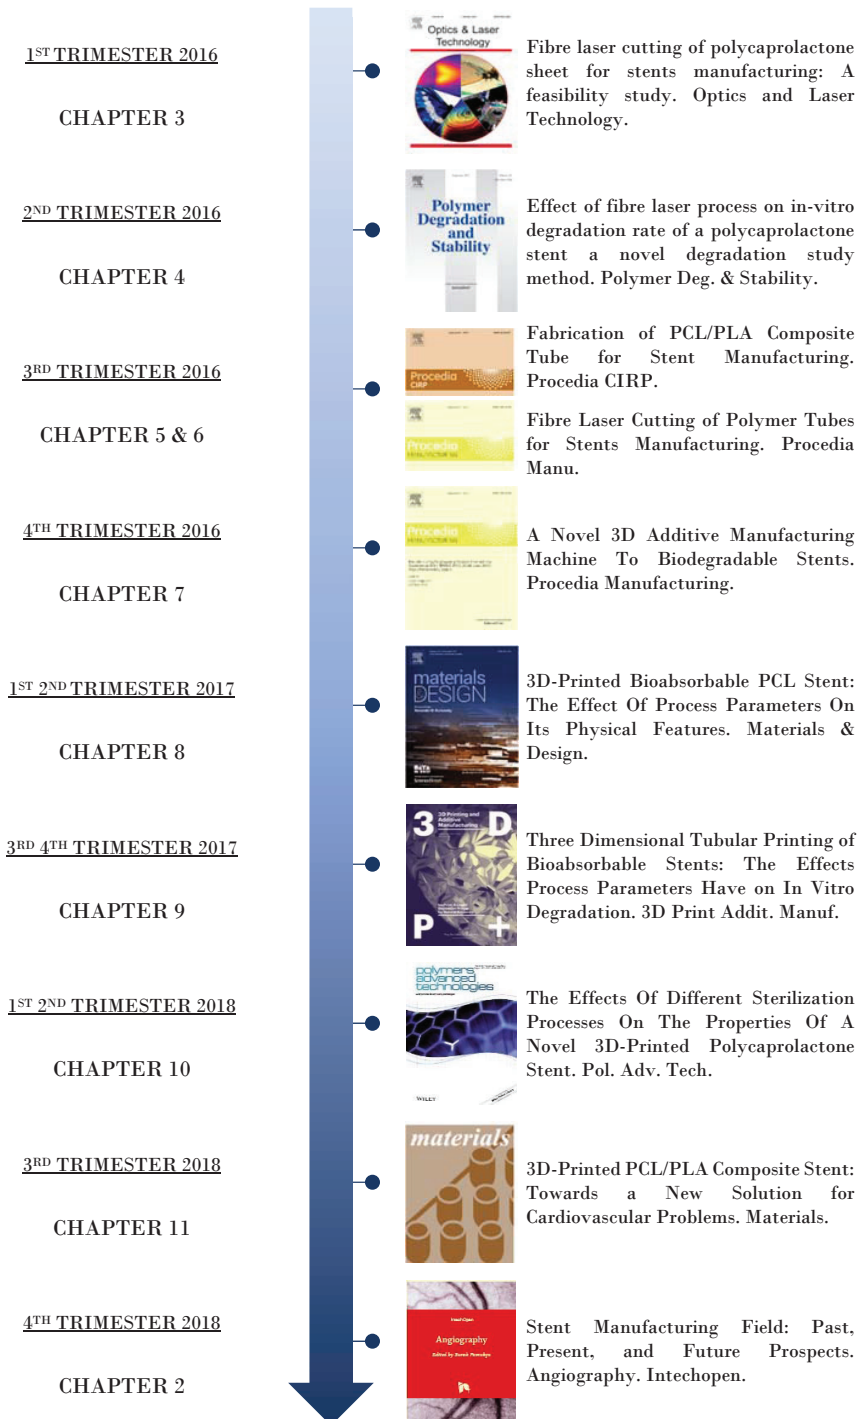 1ST TRIMESTER 2016
CHAPTER 3
Optics & Laser
Technology
Fibre laser cutting of polycaprolactone
sheet for stents manufacturing: A
feasibility study. Optics and Laser
Technology.
2ND TRIMESTER 2016
CHAPTER 4
Polymer
Degradation
and
Stability
Effect of fibre laser process on in-vitro
degradation rate of a polycaprolactone
stent a novel degradation study
method. Polymer Deg. & Stability.
3RD TRIMESTER 2016
CHAPTER 5 & 6
Procedia
CIRP
Fabrication of PCL/PLA Composite
Tube for Stent Manufacturing.
Procedia CIRP.
Procedia
MANUFACTURING
Fibre Laser Cutting of Polymer Tubes
for Stents Manufacturing. Procedia
Manu.
4TH TRIMESTER 2016
CHAPTER 7
Procedia
MANUFACTURING
A Novel 3D Additive Manufacturing
Machine To Biodegradable Stents.
Procedia Manufacturing.
1ST 2ND TRIMESTER 2017
CHAPTER 8
materials
DESIGN
3D-Printed Bioabsorbable PCL Stent:
The Effect Of Process Parameters On
Its Physical Features. Materials &
Design.
3RD 4TH TRIMESTER 2017
CHAPTER 9
3 D
3D Printing and
Additive
Manufacturing
P +
Three Dimensional Tubular Printing of
Bioabsorbable Stents: The Effects
Process Parameters Have on In Vitro
Degradation. 3D Print Addit. Manuf.
1ST 2ND TRIMESTER 2018
CHAPTER 10
polymers
advanced
technologies
WILEY
The Effects Of Different Sterilization
Processes On The Properties Of A
Novel 3D-Printed Polycaprolactone
Stent. Pol. Adv. Tech.
3RD TRIMESTER 2018
CHAPTER 11
materials
3D-Printed PCL/PLA Composite Stent:
Towards a New Solution for
Cardiovascular Problems. Materials.
4TH TRIMESTER 2018
CHAPTER 2
Angiography
Stent Manufacturing Field: Past,
Present, and Future Prospects.
Angiography. Intechopen.